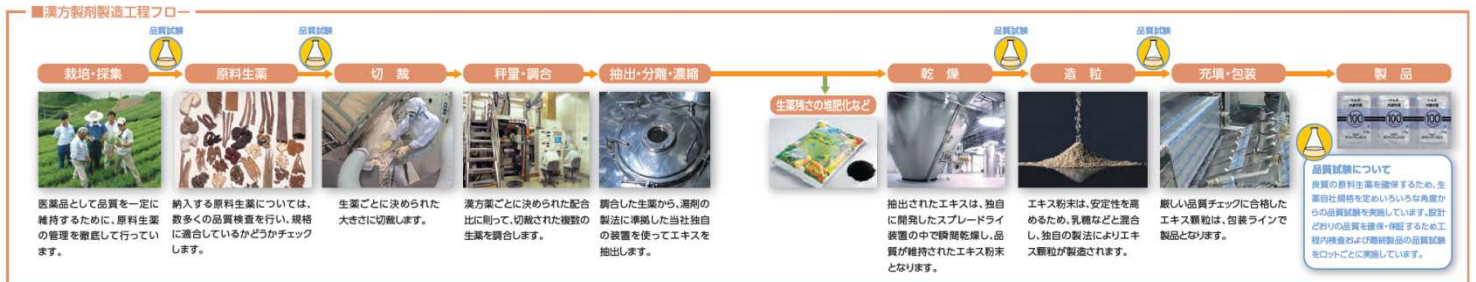 ■漢方製剤製造工程フロー
品質試験
品質試験
品質試験
品質試験
栽培・採集
原料生薬
切 裁
秤量・調合
抽出・分離・濃縮
乾 燥
造 粒
充填・包装
製 品
生薬残さの堆肥化など
医薬品として品質を一定に
維持するために、原料生薬
の管理を徹底して行ってい
ます。
納入する原料生薬については、
数多くの品質検査を行い、規格
に適合しているかどうかチェック
します。
生薬ごとに決められた
大きさに切裁します。
漢方薬ごとに決められた配合
比に則って、切裁された複数の
生薬を調合します。
調合した生薬から、湯剤の
製法に準拠した当社独自
の装置を使ってエキスを
抽出します。
抽出されたエキスは、独自
に開発したスプレードライ
装置の中で瞬間乾燥し、品
質が維持されたエキス粉末
となります。
エキス粉末は、安定性を高
めるため、乳糖などと混合
し、独自の製法によりエキ
ス顆粒が製造されます。
厳しい品質チェックに合格した
エキス顆粒は、包装ラインで
製品となります。
100
100
100
品質試験について
良質の原料生薬を確保するため、生
薬自社規格を定めいろいろな角度か
らの品質試験を実施しています。設計
どおりの品質を確保・保証するため工
程内検査および最終製品の品質試験
をロットごとに実施しています。